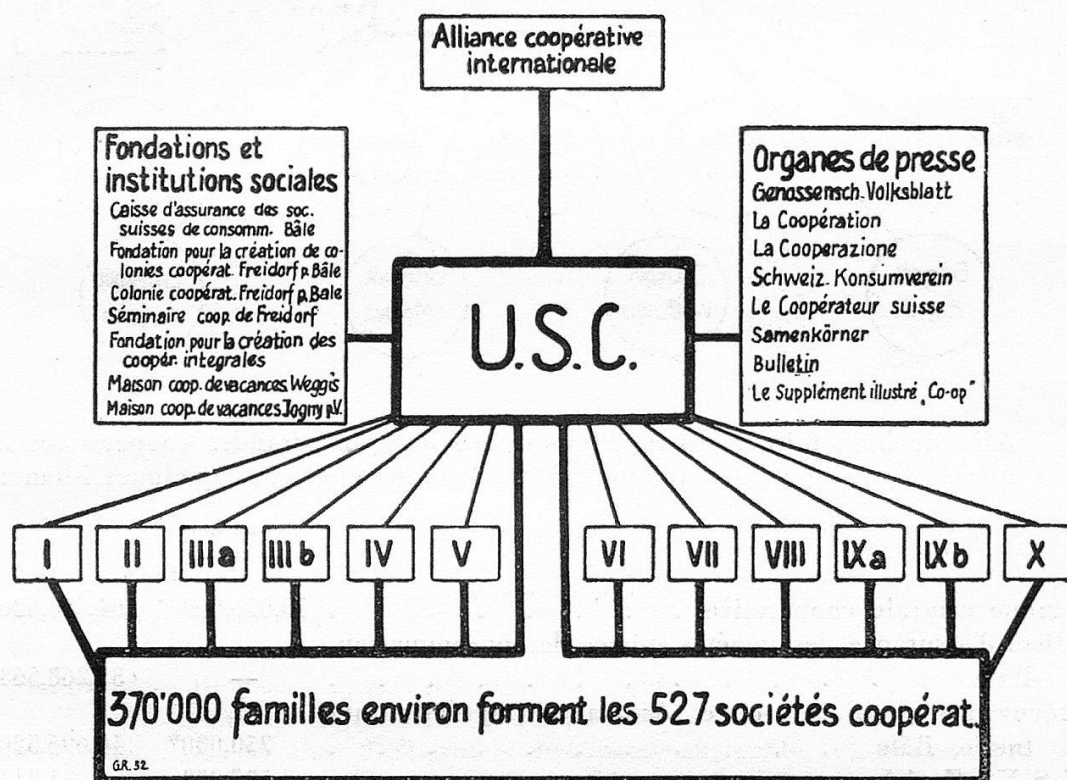 Alliance coopérative
internationale
Fondations et
institutions sociales
Caisse d'assurance des soc.
suisses de consomm. Bâle
Fondation pour la création de co-
lonies coopérat. Freidorf p. Bâle
Colonie coopérat. Freidorf p. Bale
Séminaire coop. de Freidorf
Fondation pour la création des
coopér. integrales
Maison coop. de vacances Weggis
Maison coop. de vacances Jogny p.V.
Organes de presse
Genossensch. Volksblatt
La Coopération
La Cooperazione
Schweiz. Konsumverein
Le Coopérateur suisse
Samenkörner
Bulletin
Le Supplément illustré „Co-op"
U.S.C.
I II IIIa IIIb IV V VI VII VIII IXa IXb X
370'000 familles environ forment les 527 sociétés coopérat.
G.R. 32